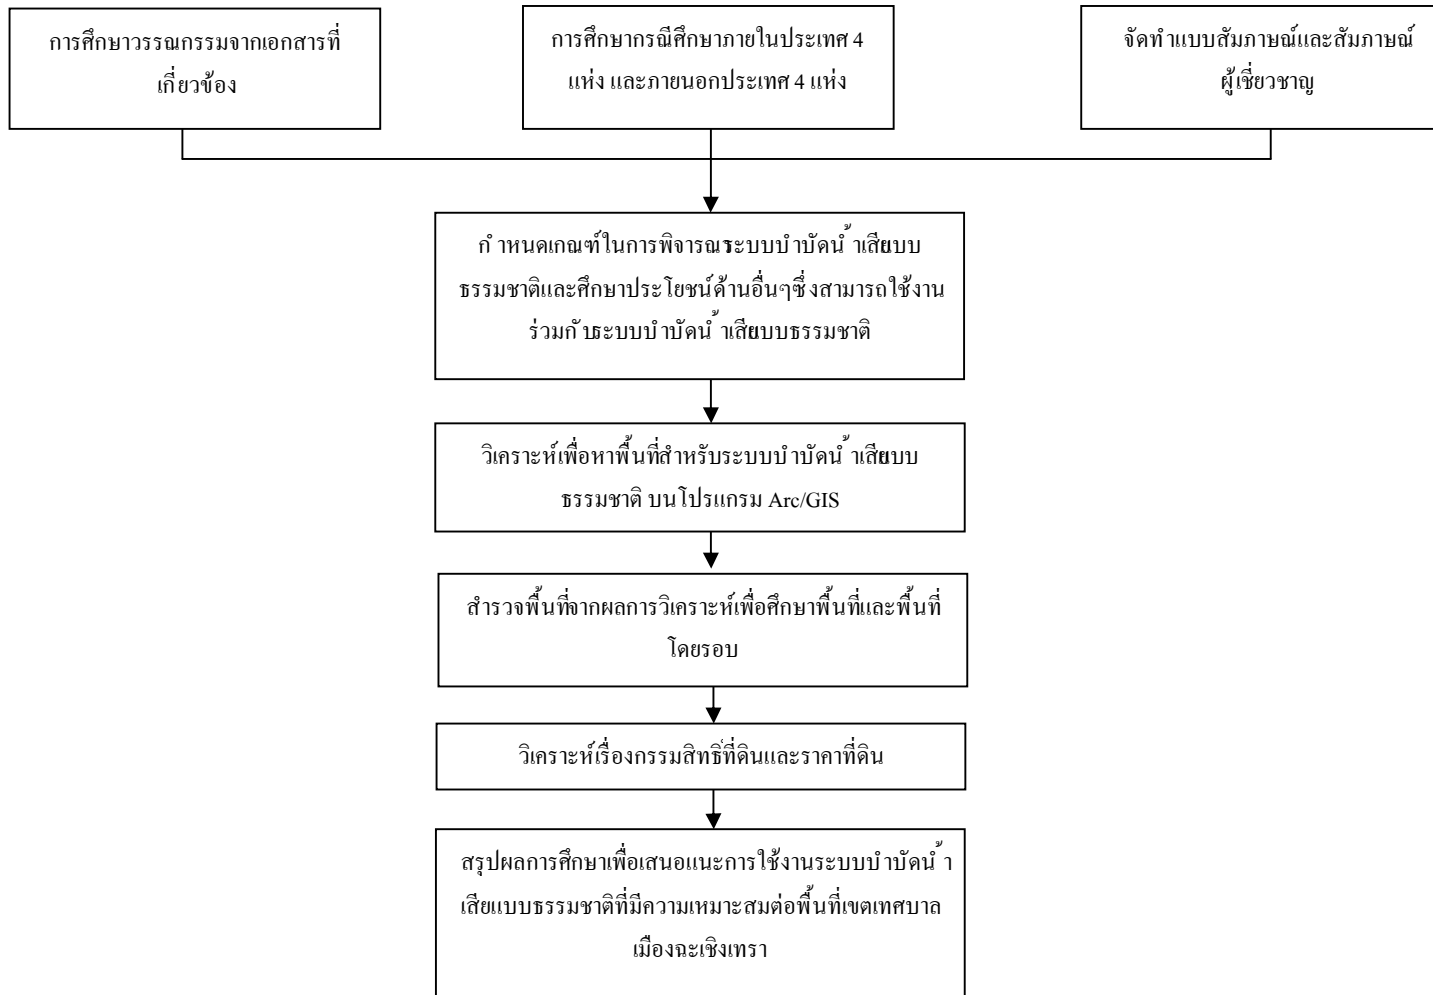 การศึกษาวรรณกรรมจากเอกสารที่
เกี่ยวข้อง
การศึกษากรณีศึกษาภายในประเทศ 4
แห่ง และภายนอกประเทศ 4 แห่ง
จัดทำแบบสัมภาษณ์และสัมภาษณ์
ผู้เชี่ยวชาญ
กำหนดเกณฑ์ในการพิจารณาระบบบำบัดน้ำเสียแบบ
ธรรมชาติและศึกษาประโยชน์ด้านอื่นๆซึ่งสามารถใช้งาน
ร่วมกับระบบบำบัดน้ำเสียแบบธรรมชาติ
วิเคราะห์เพื่อหาพื้นที่สำหรับระบบบำบัดน้ำเสียแบบ
ธรรมชาติ บนโปรแกรม Arc/GIS
สำรวจพื้นที่จากผลการวิเคราะห์เพื่อศึกษาพื้นที่และพื้นที่
โดยรอบ
วิเคราะห์เรื่องกรรมสิทธิ์ที่ดินและราคาที่ดิน
สรุปผลการศึกษาเพื่อเสนอแนะการใช้งานระบบบำบัดน้ำ
เสียแบบธรรมชาติที่มีความเหมาะสมต่อพื้นที่เขตเทศบาล
เมืองฉะเชิงเทรา